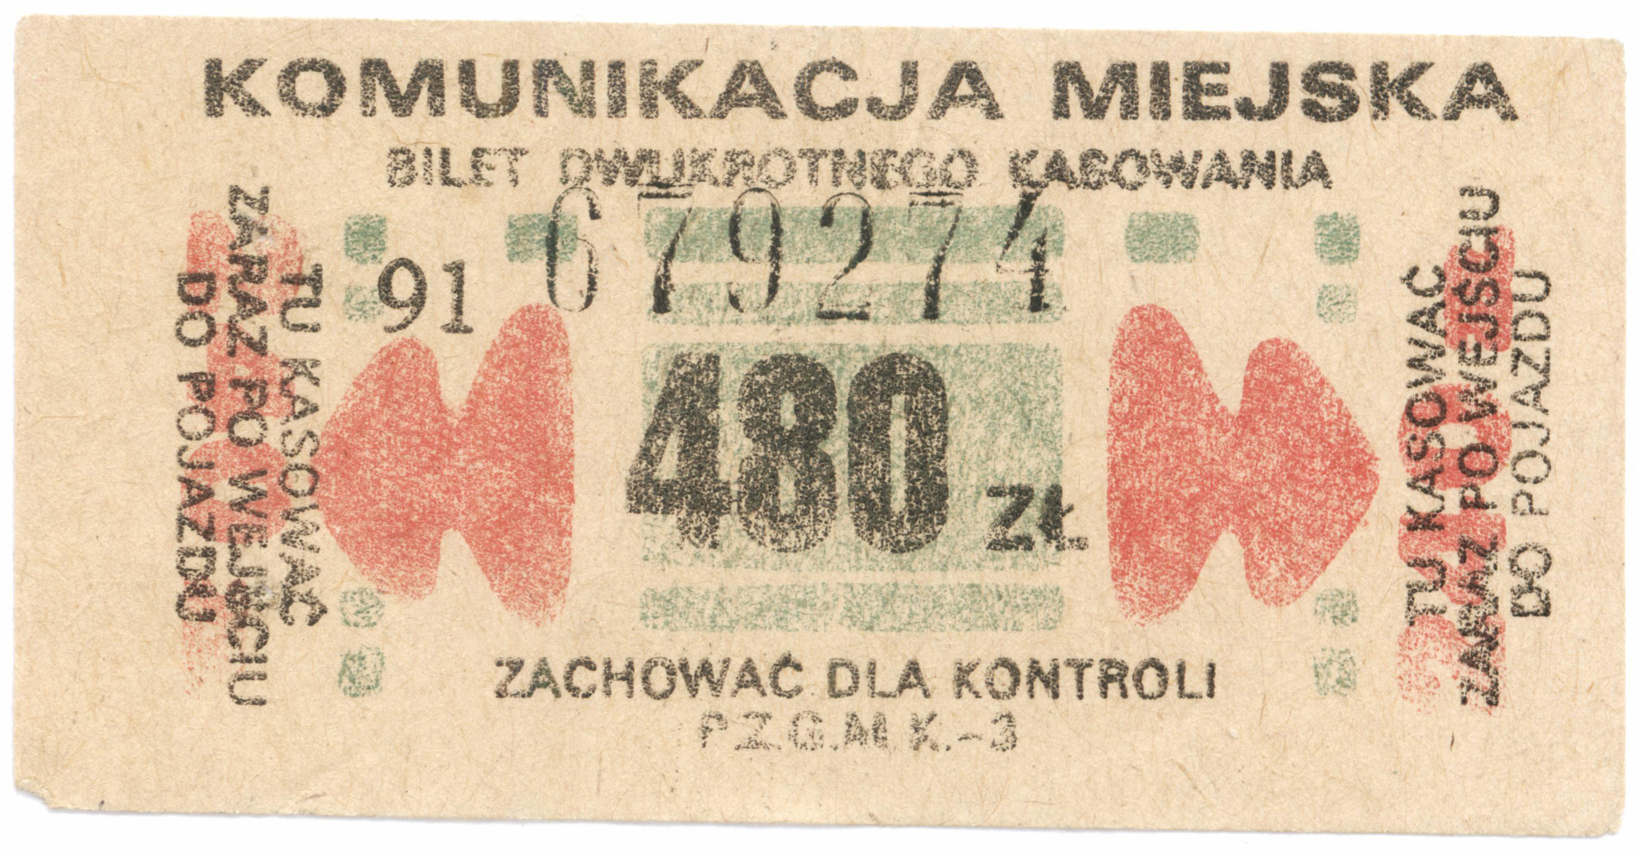 KOMUNIKACJA MIEJSKA
BILET DWUKROTNEGO KASOWANIA
91 679274
480 ZŁ
ZACHOWAĆ DLA KONTROLI
P.Z.G.M K.-3
TU KASOWAĆ
ZARAZ PO WEJŚCIU
DO POJAZDU
TU KASOWAĆ
ZARAZ PO WEJŚCIU
DO POJAZDU